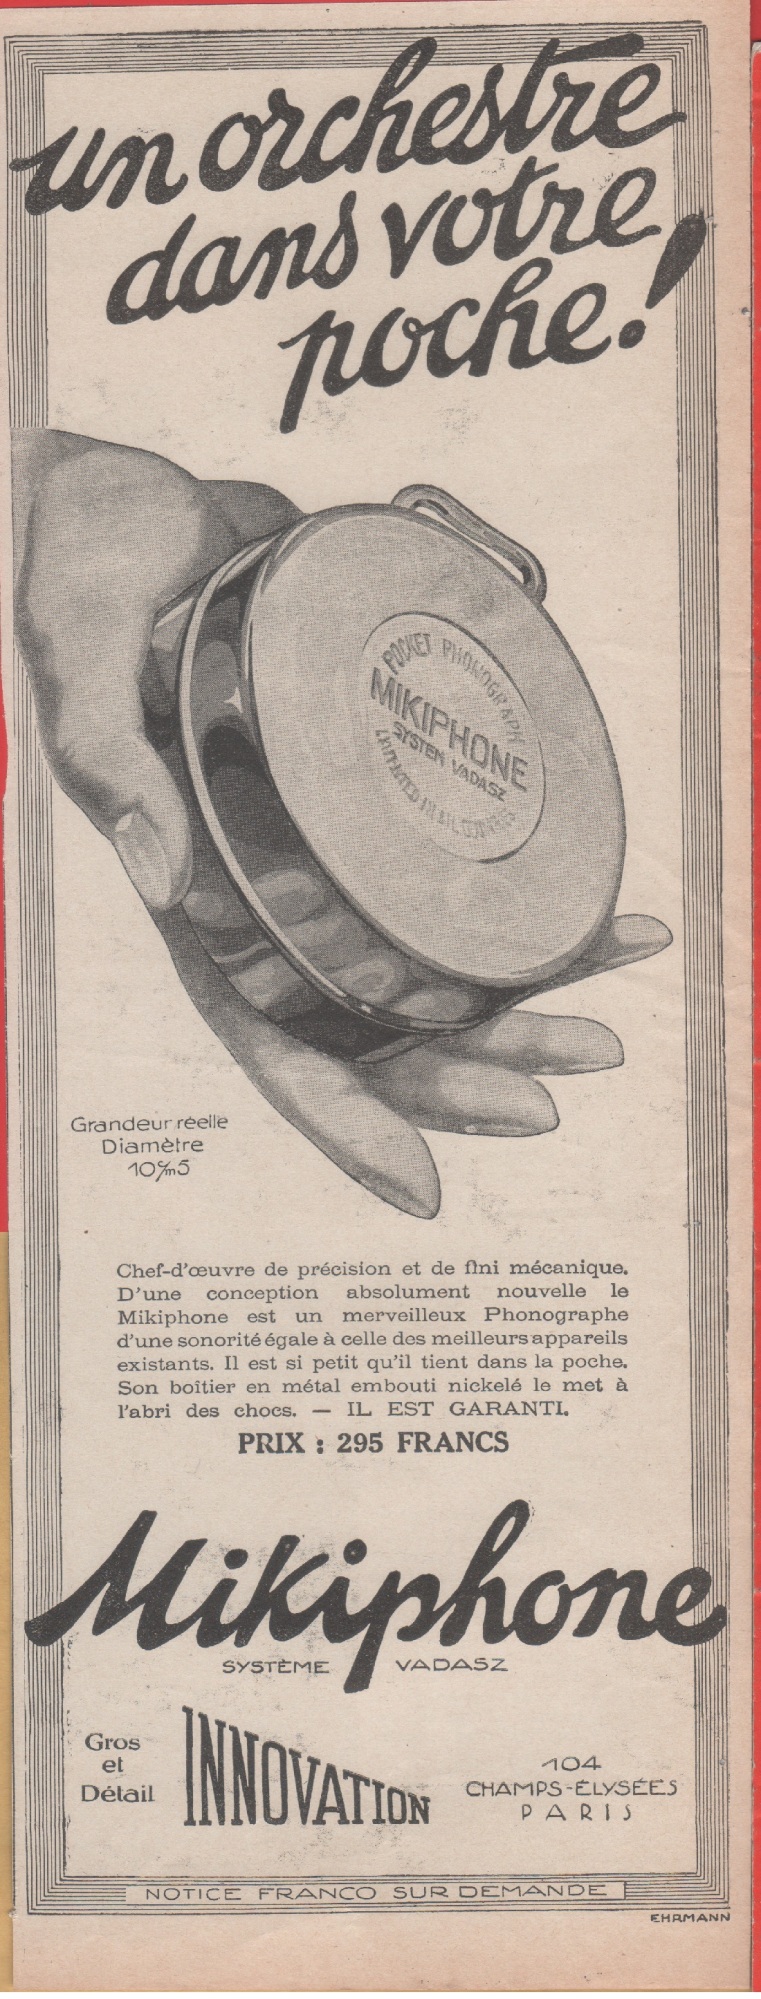 un orchestre
dans votre
poche!
POCKET PHONOGRAPH
MIKIPHONE
SYSTEM VADASZ
Grandeur réelle
Diamètre
10 c/m 5
Chef-d'œuvre de précision et de fini mécanique.
D'une conception absolument nouvelle le
Mikiphone est un merveilleux Phonographe
d'une sonorité égale à celle des meilleurs appareils
existants. Il est si petit qu'il tient dans la poche.
Son boîtier en métal embouti nickelé le met à
l'abri des chocs. — IL EST GARANTI.
PRIX : 295 FRANCS
Mikiphone
SYSTÈME VADASZ
Gros
et
Détail
INNOVATION
104
CHAMPS-ÉLYSÉES
PARIS
NOTICE FRANCO SUR DEMANDE
EHRMANN